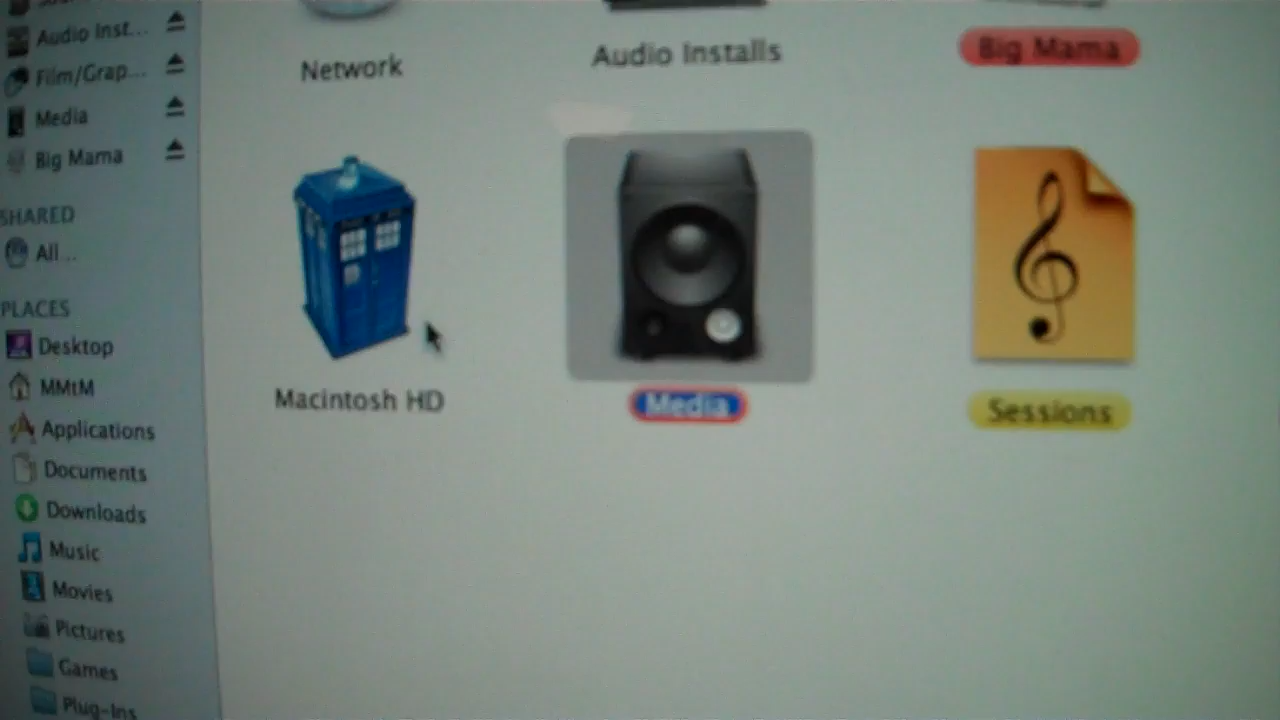 Audio Inst...
Film/Grap...
Media
Big Mama
SHARED
All...
PLACES
Desktop
MMtM
Applications
Documents
Downloads
Music
Movies
Pictures
Games
Plug-Ins
Network
Audio Installs
Big Mama
Macintosh HD
Media
Sessions